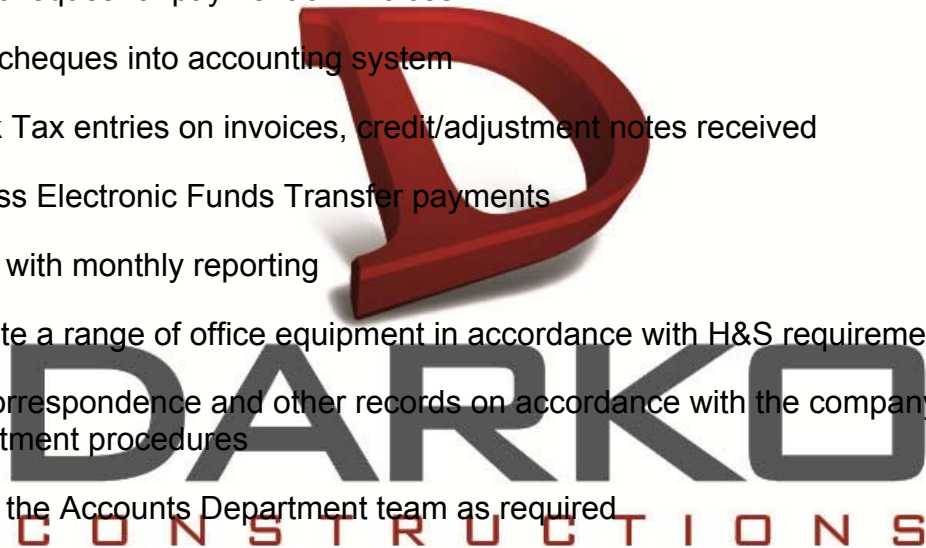 cheques into accounting system
Tax entries on invoices, credit/adjustment notes received
ss Electronic Funds Transfer payments
with monthly reporting
te a range of office equipment in accordance with H&S requireme
orrespondence and other records on accordance with the company
tment procedures
the Accounts Department team as required
D
DARKO
CONSTRUCTIONS